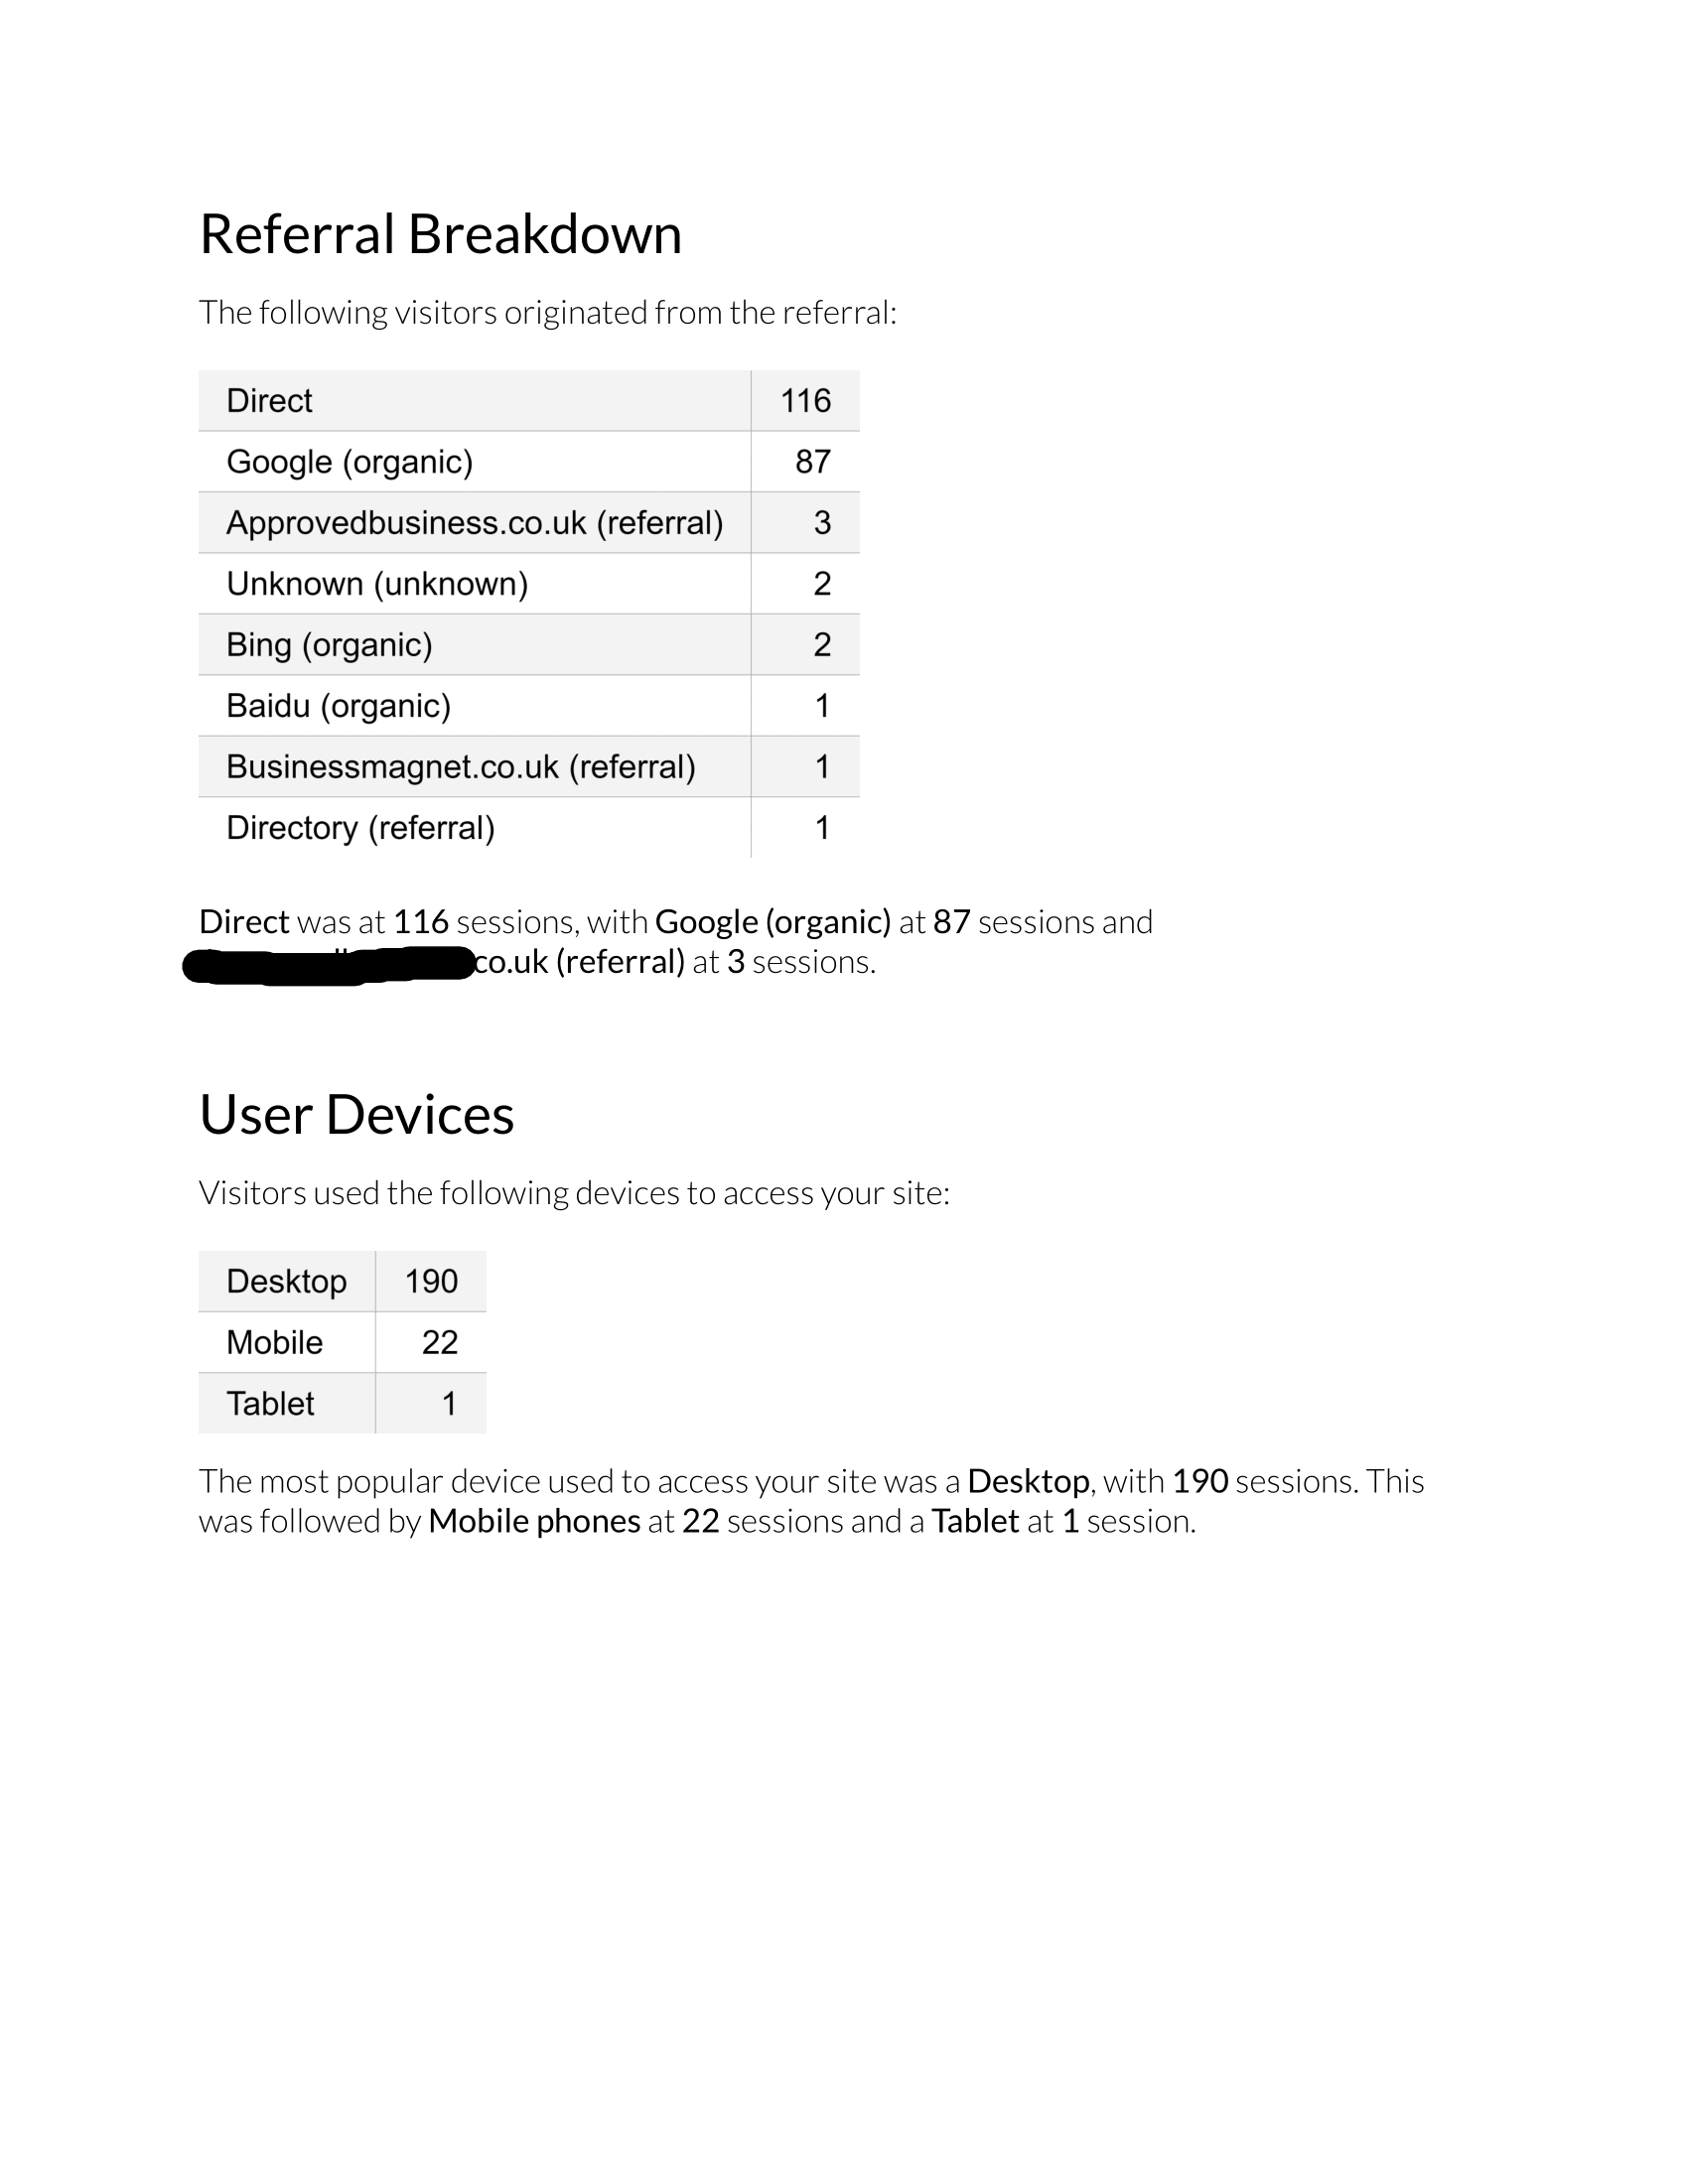 Referral Breakdown
The following visitors originated from the referral:
Direct 116
Google (organic) 87
Approvedbusiness.co.uk (referral) 3
Unknown (unknown) 2
Bing (organic) 2
Baidu (organic) 1
Businessmagnet.co.uk (referral) 1
Directory (referral) 1
Direct was at 116 sessions, with Google (organic) at 87 sessions and
co.uk (referral) at 3 sessions.
User Devices
Visitors used the following devices to access your site:
Desktop 190
Mobile 22
Tablet 1
The most popular device used to access your site was a Desktop, with 190 sessions. This
was followed by Mobile phones at 22 sessions and a Tablet at 1 session.